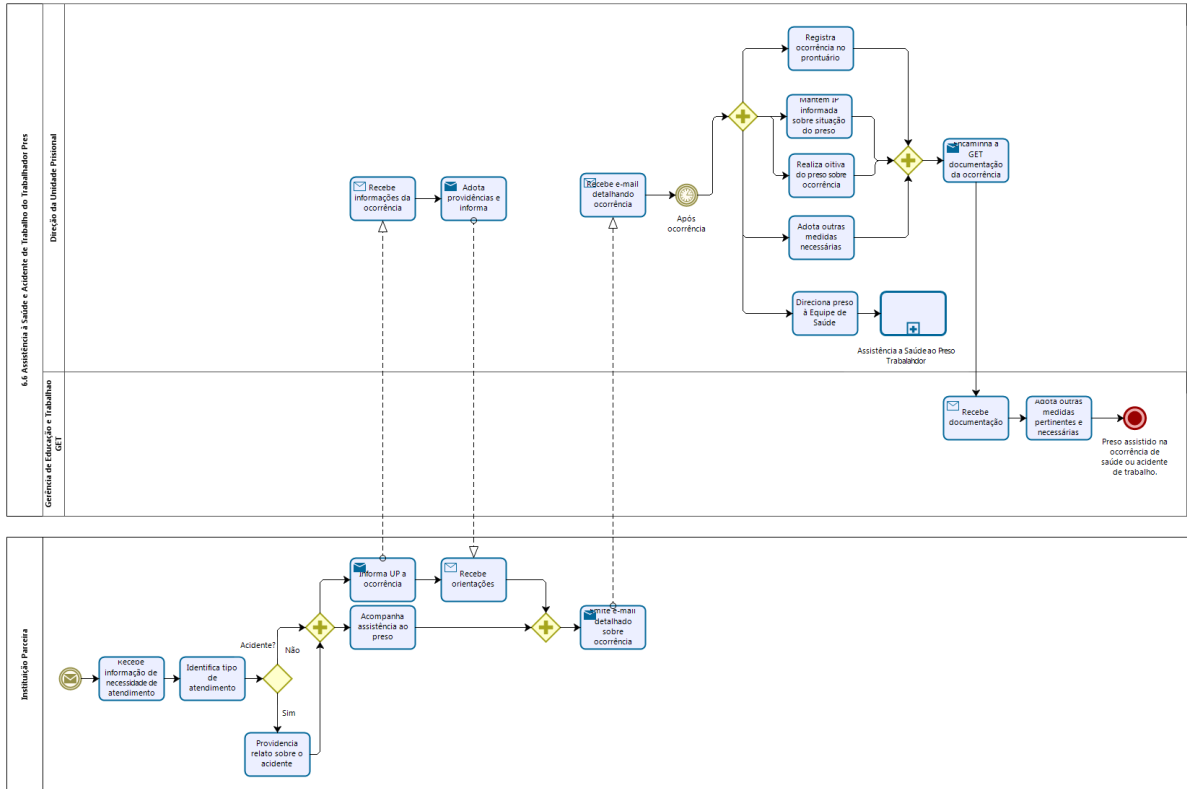 6.6 Assistência à Saúde e Acidente de Trabalho do Trabalhador Pres
Direção da Unidade Prisional
Registra
ocorrência no
prontuário
Mantém IP
informada
sobre situação
do preso
Realiza oitiva
do preso sobre
ocorrência
Adota outras
medidas
necessárias
Direciona preso
à Equipe de
Saúde
Assistência a Saúde ao Preso
Trabalahdor
Encaminha a
GET
documentação
da ocorrência
Recebe
informações da
ocorrência
Adota
providências e
informa
Recebe e-mail
detalhando
ocorrência
Após
ocorrência
Gerência de Educação e Trabalhao
GET
Recebe
documentação
Adota outras
medidas
pertinentes e
necessárias
Preso assistido na
ocorrência de
saúde ou acidente
de trabalho.
Instituição Parceira
Informa UP a
ocorrência
Recebe
orientações
Acompanha
assistência ao
preso
Emite e-mail
detalhado
sobre
ocorrência
Recebe
informação de
necessidade de
atendimento
Identifica tipo
de
atendimento
Acidente?
Não
Sim
Providencia
relato sobre o
acidente